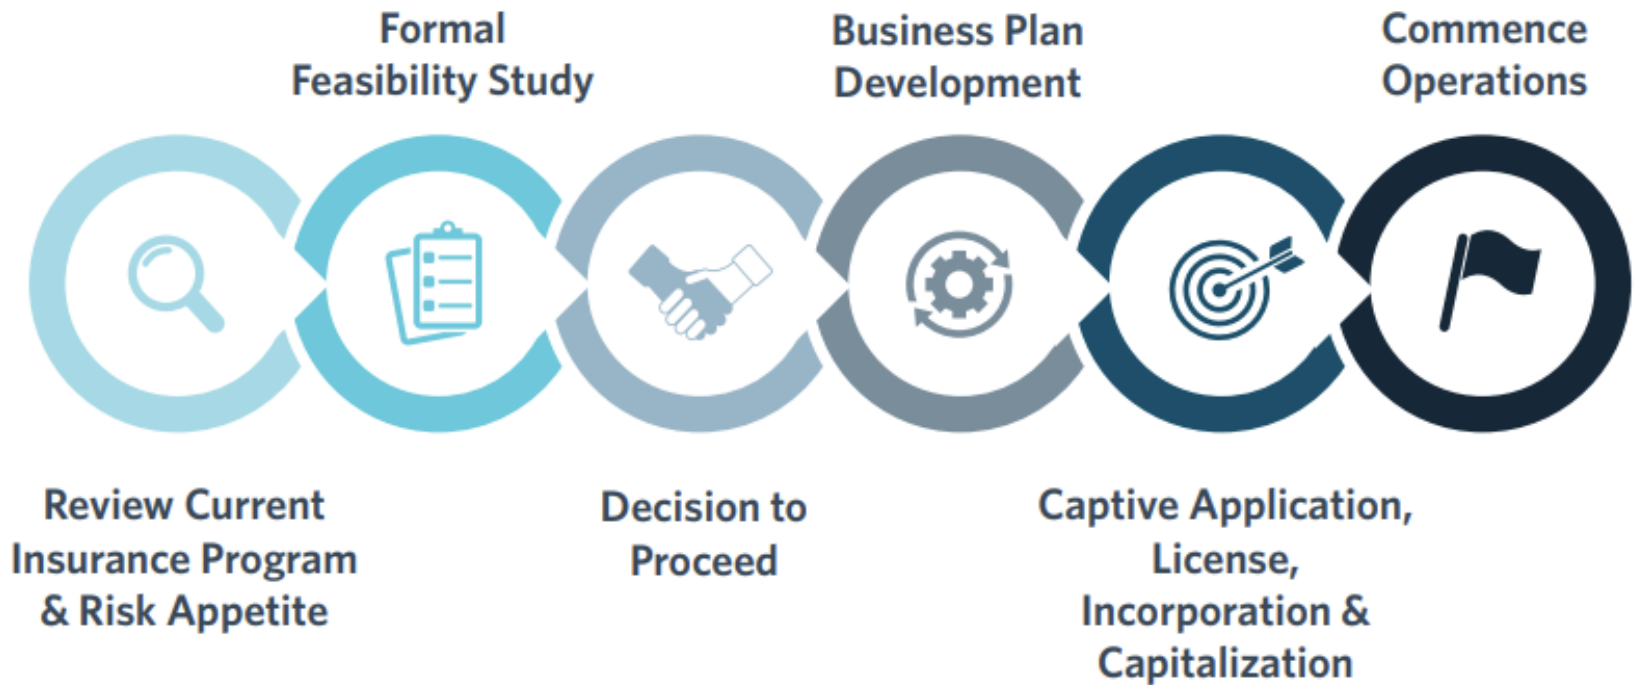 Formal
Feasibility Study
Business Plan
Development
Commence
Operations
Review Current
Insurance Program
& Risk Appetite
Decision to
Proceed
Captive Application,
License,
Incorporation &
Capitalization